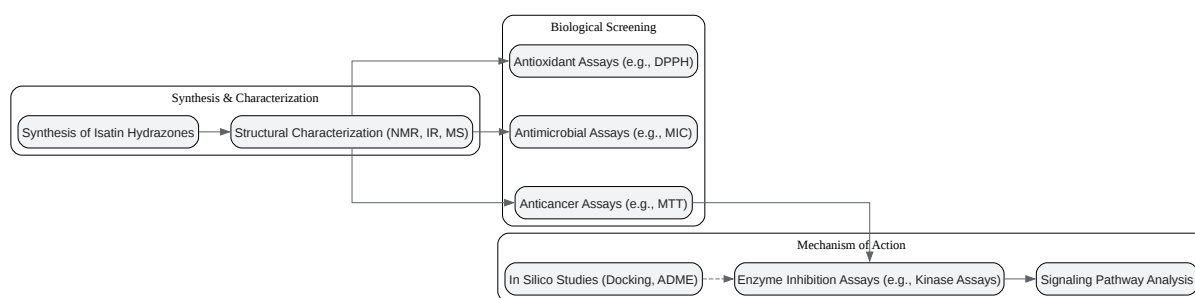 Biological Screening
Antioxidant Assays (e.g., DPPH)
Synthesis & Characterization
Synthesis of Isatin Hydrazones
Structural Characterization (NMR, IR, MS)
Antimicrobial Assays (e.g., MIC)
Anticancer Assays (e.g., MTT)
Mechanism of Action
In Silico Studies (Docking, ADME)
Enzyme Inhibition Assays (e.g., Kinase Assays)
Signaling Pathway Analysis